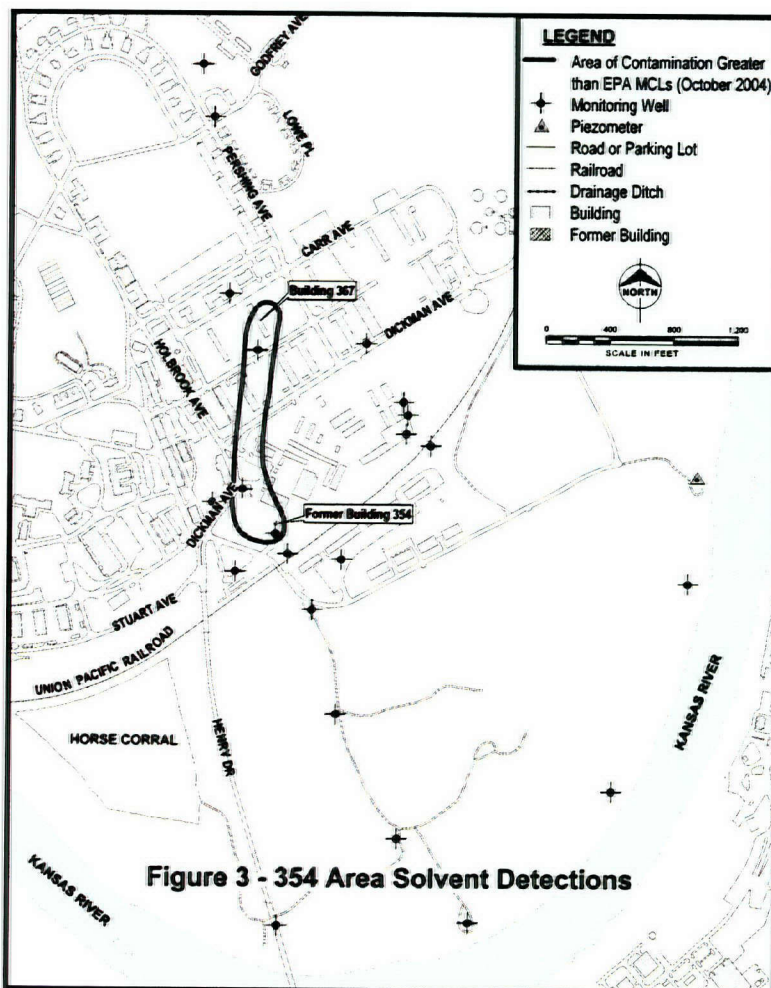 GODFREY AVE
LOWE PL
PERSHING AVE
CARR AVE
Building 367
DICKMAN AVE
HOLBROOK AVE
DICKMAN AVE
Former Building 354
STUART AVE
UNION PACIFIC RAILROAD
HORSE CORRAL
HENRY DR
KANSAS RIVER
KANSAS RIVER
Figure 3 - 354 Area Solvent Detections
LEGEND
Area of Contamination Greater
than EPA MCLs (October 2004)
Monitoring Well
Piezometer
Road or Parking Lot
Railroad
Drainage Ditch
Building
Former Building
NORTH
0 400 800 1,200
SCALE IN FEET